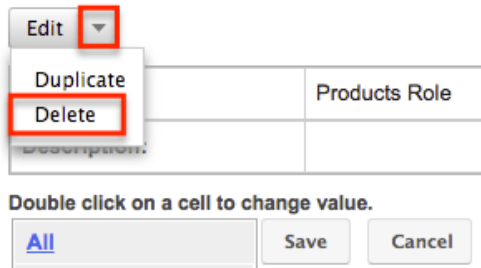 Edit
Duplicate
Products Role
Delete
Description:
Double click on a cell to change value.
All Save Cancel